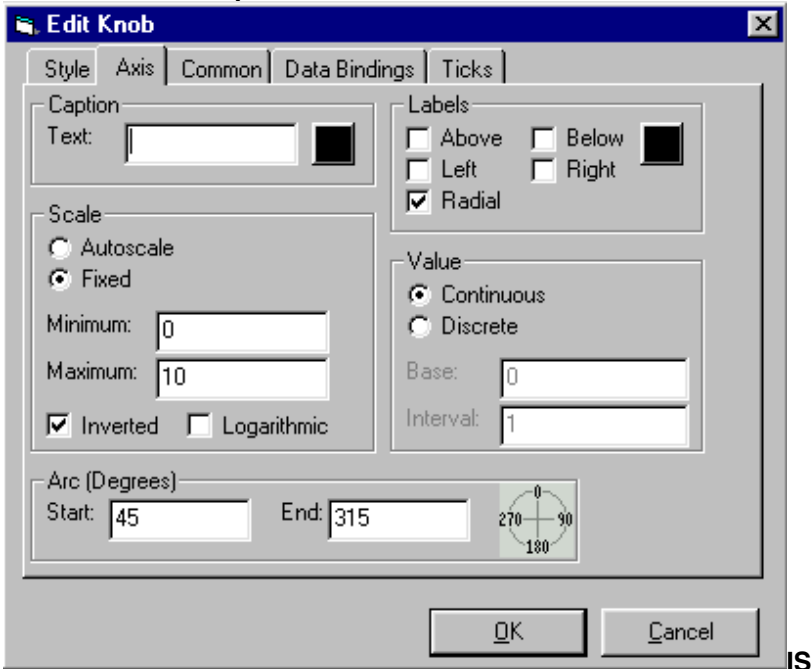 Edit Knob
Style Axis Common Data Bindings Ticks
Caption
Text:
Labels
Above Below
Left Right
Radial
Scale
Autoscale
Fixed
Minimum: 0
Maximum: 10
Inverted Logarithmic
Value
Continuous
Discrete
Base: 0
Interval: 1
Arc (Degrees)
Start: 45 End: 315
0
270 90
180
OK Cancel
IS